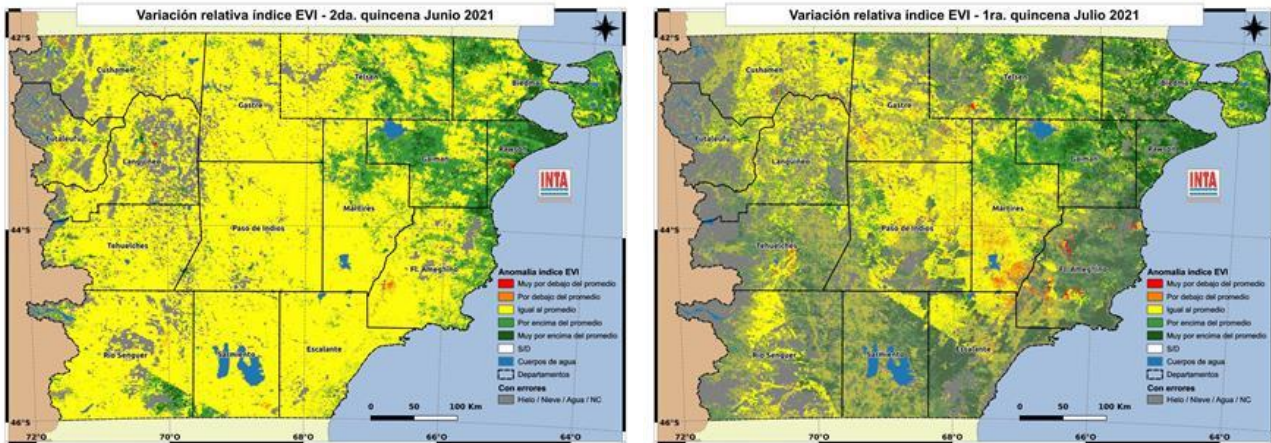 Variación relativa índice EVI - 2da. quincena Junio 2021
42°S
Cushamen
Telsen
Biedma
Gastre
Futaleufú
Languiñeo
Gaiman
Rawson
INTA
Mártires
44°S
Paso de Indios
Tehuelches
Fl. Ameghino
Anomalía índice EVI
Muy por debajo del promedio
Por debajo del promedio
Igual al promedio
Por encima del promedio
Muy por encima del promedio
S/D
Cuerpos de agua
Departamentos
Con errores
Hielo / Nieve / Agua / NC
Río Senguer
Sarmiento
Escalante
0 50 100 Km
46°S
72°O 70°O 68°O 66°O 64°O
Variación relativa índice EVI - 1ra. quincena Julio 2021
42°S
Cushamen
Telsen
Biedma
Gastre
Futaleufú
Languiñeo
Gaiman
Rawson
INTA
Mártires
44°S
Paso de Indios
Tehuelches
Fl. Ameghino
Anomalía índice EVI
Muy por debajo del promedio
Por debajo del promedio
Igual al promedio
Por encima del promedio
Muy por encima del promedio
S/D
Cuerpos de agua
Departamentos
Con errores
Hielo / Nieve / Agua / NC
Río Senguer
Sarmiento
Escalante
0 50 100 Km
46°S
72°O 70°O 68°O 66°O 64°O